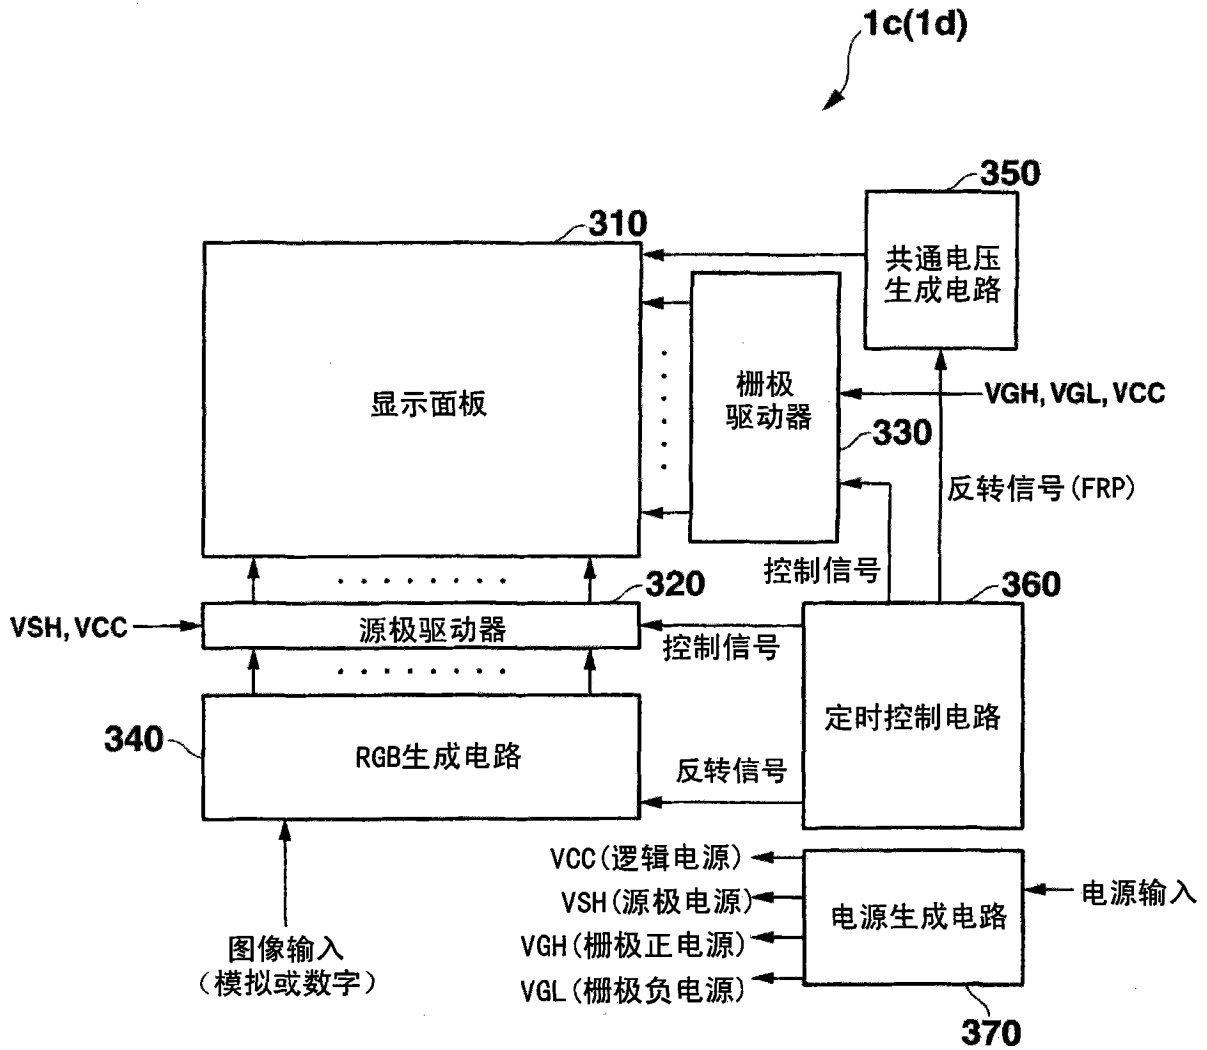 1c(1d)
350
310
共通电压
生成电路
显示面板
栅极
驱动器
VGH, VGL, VCC
330
反转信号(FRP)
控制信号
320
360
VSH, VCC
源极驱动器
控制信号
定时控制电路
340
RGB生成电路
反转信号
VCC(逻辑电源)
VSH(源极电源)
电源生成电路
电源输入
VGH(栅极正电源)
VGL(栅极负电源)
图像输入
(模拟或数字)
370